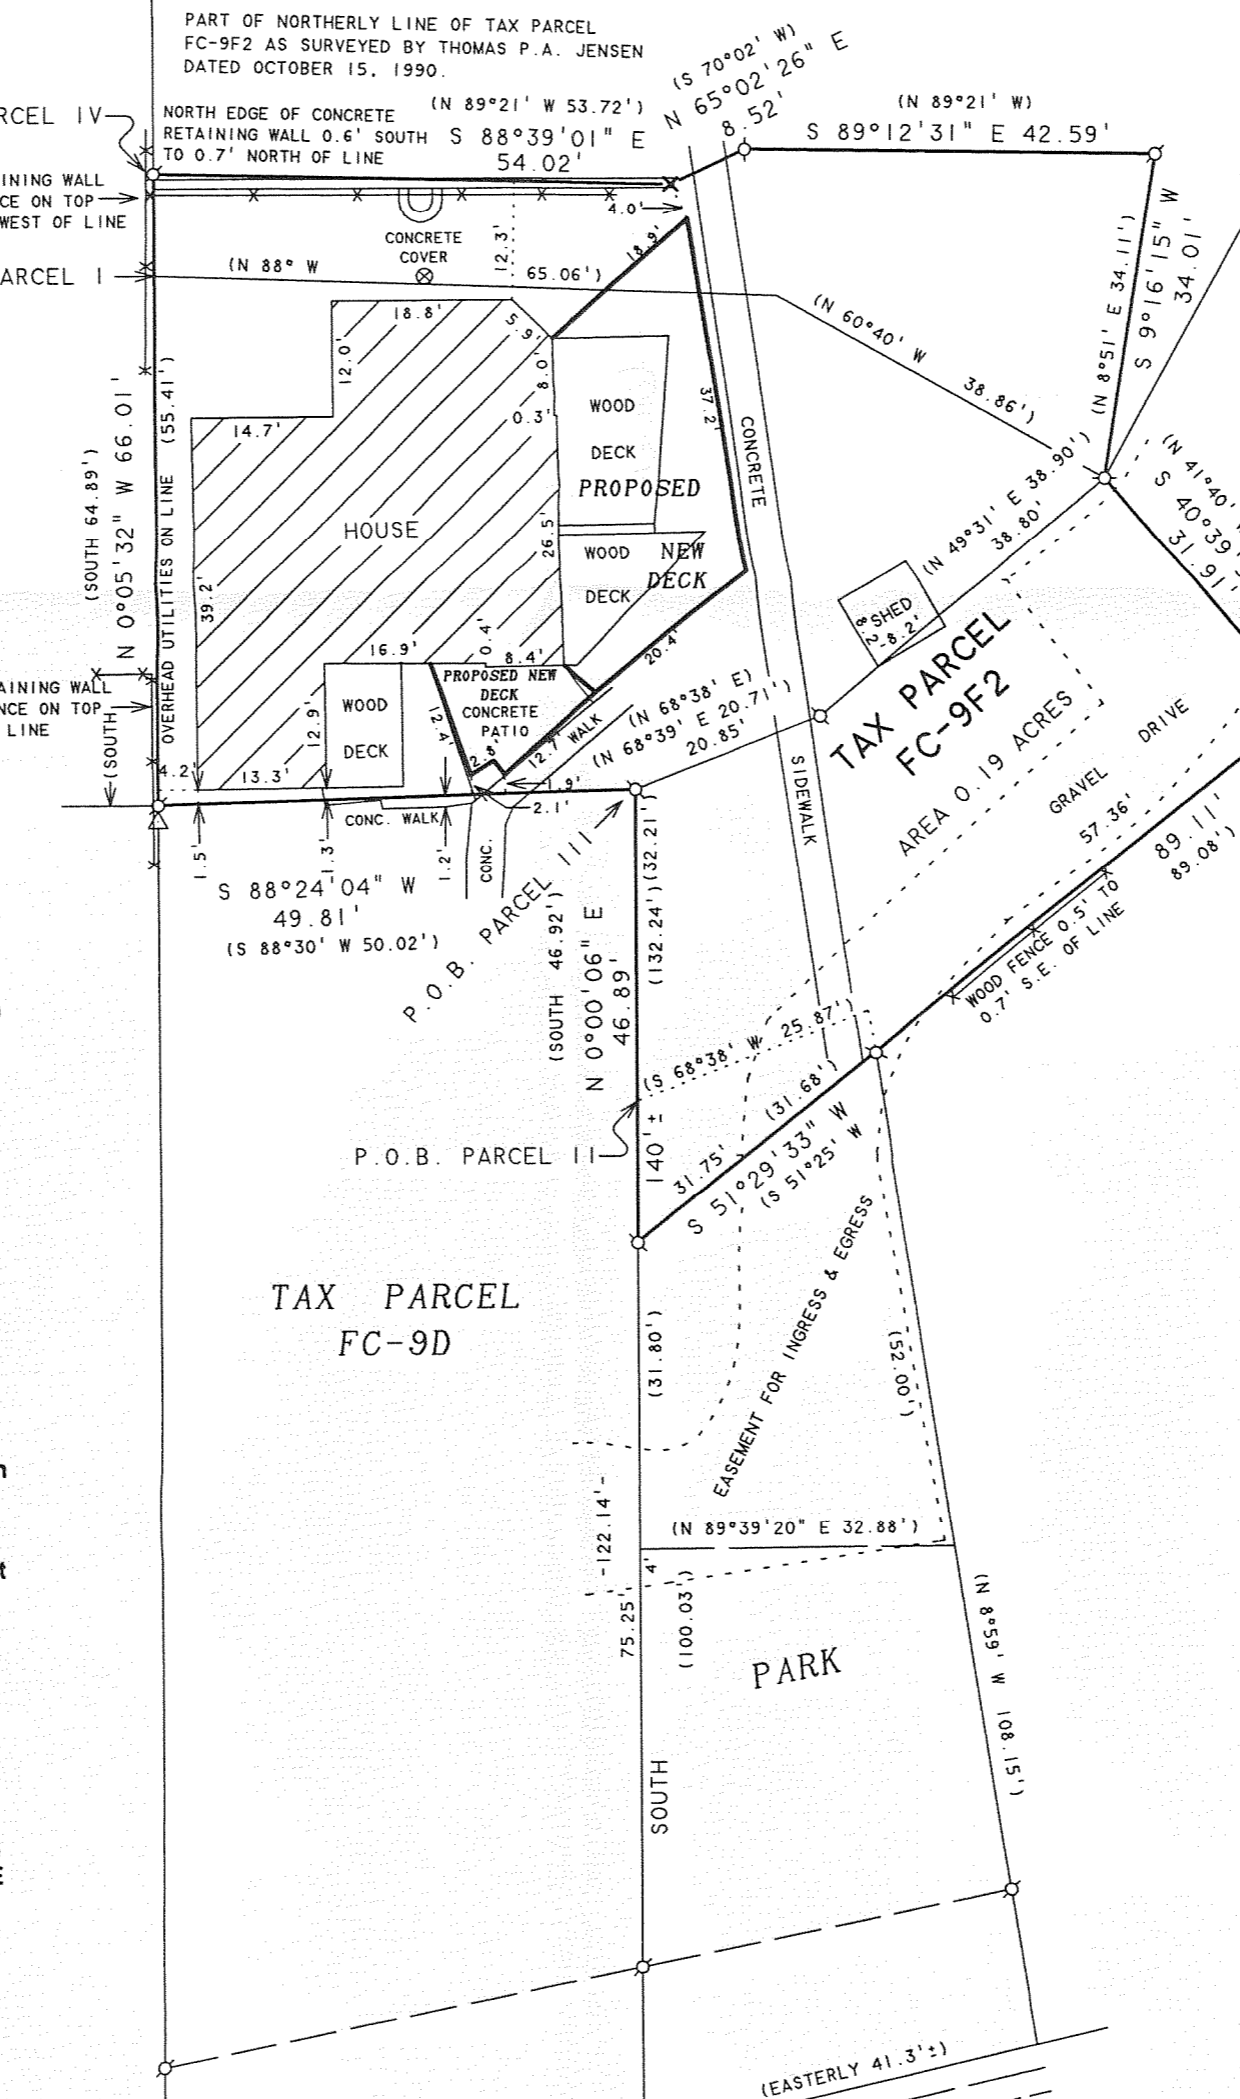 PART OF NORTHERLY LINE OF TAX PARCEL
FC-9F2 AS SURVEYED BY THOMAS P.A. JENSEN
DATED OCTOBER 15, 1990.
RCEL IV
NORTH EDGE OF CONCRETE
RETAINING WALL 0.6' SOUTH
TO 0.7' NORTH OF LINE
(N 89°21' W 53.72')
S 88°39'01" E
54.02'
(S 70°02' W)
N 65°02'26" E
8.52'
(N 89°21' W)
S 89°12'31" E 42.59'
INING WALL
CE ON TOP
WEST OF LINE
4.0'
CONCRETE
COVER
12.3'
18.9'
(N 8°51' E 34.11')
S 9°16'15" W
34.01'
PARCEL I
(N 88° W
65.06')
(N 60°40' W
38.86')
18.8'
5.9'
12.0'
8.0'
0.3'
WOOD
DECK
37.2'
CONCRETE
14.7'
PROPOSED
(SOUTH 64.89')
N 0°05'32" W 66.01'
(55.41')
OVERHEAD UTILITIES ON LINE
HOUSE
26.5'
WOOD
DECK
NEW
DECK
(N 49°31' E 38.90')
38.80'
(N 41°40' W
S 40°39'
31.91'
39.2'
SHED
8.2
8.2'
16.9'
0.4'
8.4'
20.4'
TAX PARCEL
FC-9F2
AINING WALL
NCE ON TOP
LINE
(SOUTH
WOOD
DECK
12.9'
PROPOSED NEW
DECK
CONCRETE
PATIO
12.4'
2.8'
12.7'
WALK
(N 68°38' E)
(N 68°39' E 20.71')
20.85'
SIDEWALK
AREA 0.19 ACRES
GRAVEL
DRIVE
4.2'
13.3'
1.9'
2.1'
CONC. WALK
CONC.
1.5'
1.3'
1.2'
S 88°24'04" W
49.81'
(S 88°30' W 50.02')
57.36'
89.11'
89.08')
P.O.B. PARCEL III
(32.21')
(132.24')
(SOUTH 46.92')
N 0°00'06" E
46.89'
WOOD FENCE 0.5' TO
0.7' S.E. OF LINE
(S 68°38' W 25.87')
P.O.B. PARCEL II
140'±
(31.68')
31.75'
S 51°29'33" W
(S 51°25' W
TAX PARCEL
FC-9D
(31.80')
EASEMENT FOR INGRESS & EGRESS
(52.00')
122.14'
(N 89°39'20" E 32.88')
4'
75.25'
(100.03')
PARK
(N 8°59' W 108.15')
SOUTH
(EASTERLY 41.3'±)